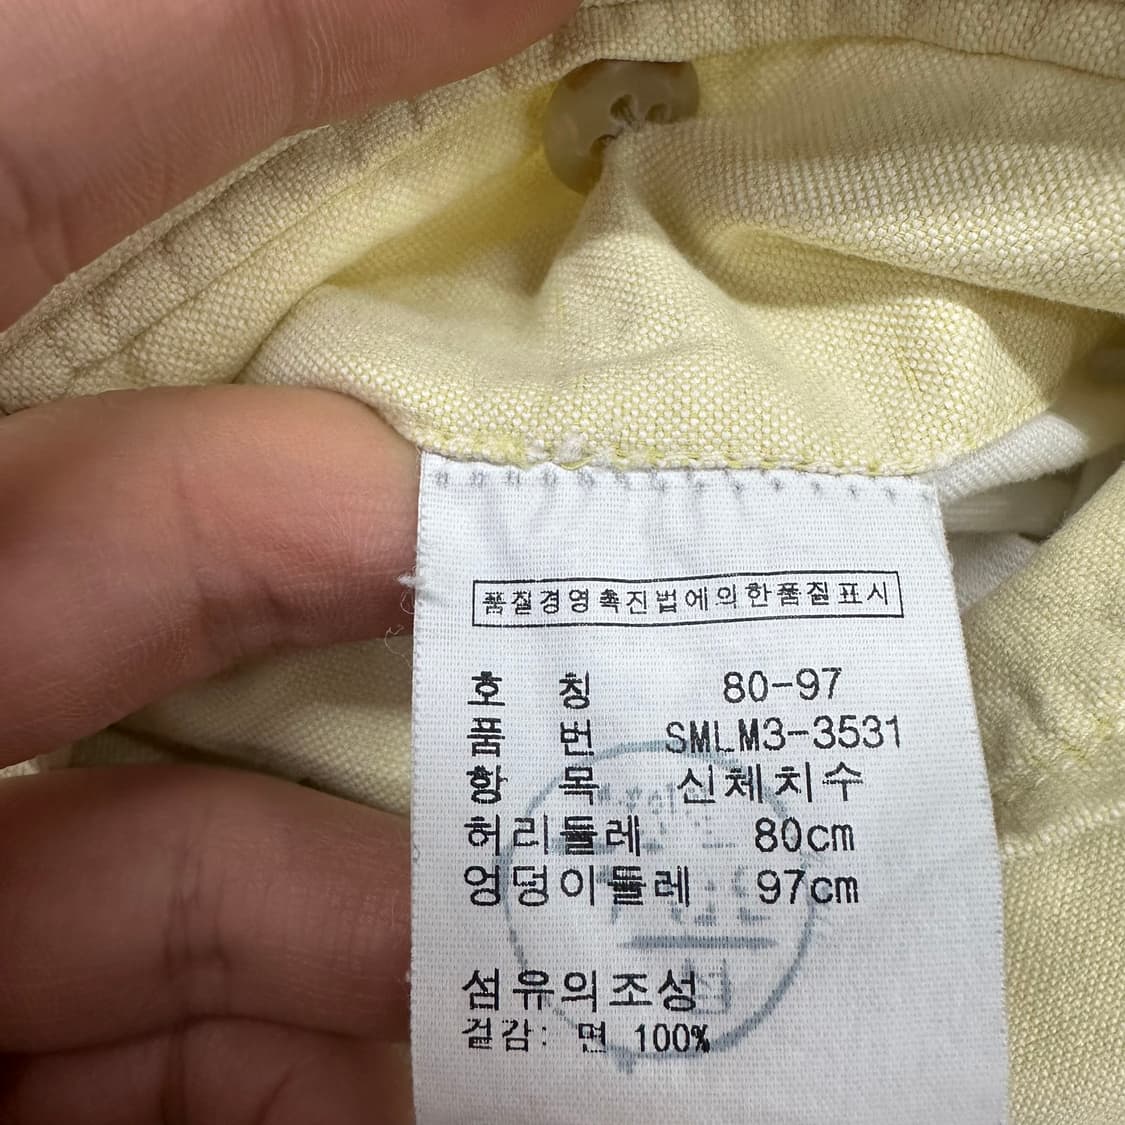 품질경영촉진법에의한품질표시
호 칭 80-97
품 번 SMLM3-3531
항 목 신체치수
허리둘레 80cm
엉덩이둘레 97cm
섬유의조성
겉감: 면 100%